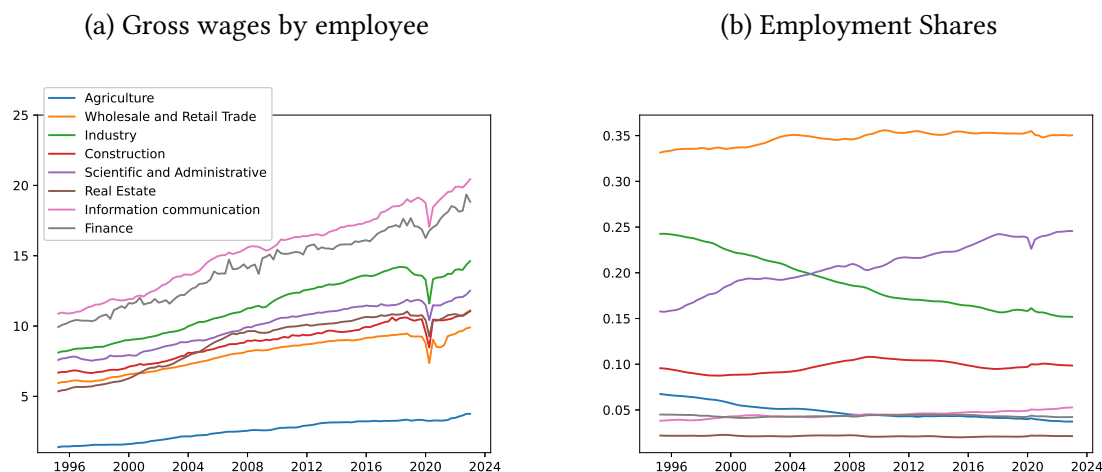 (a) Gross wages by employee
(b) Employment Shares
Agriculture
Wholesale and Retail Trade
Industry
Construction
Scientific and Administrative
Real Estate
Information communication
Finance
25
20
15
10
5
1996 2000 2004 2008 2012 2016 2020 2024
0.35
0.30
0.25
0.20
0.15
0.10
0.05
1996 2000 2004 2008 2012 2016 2020 2024